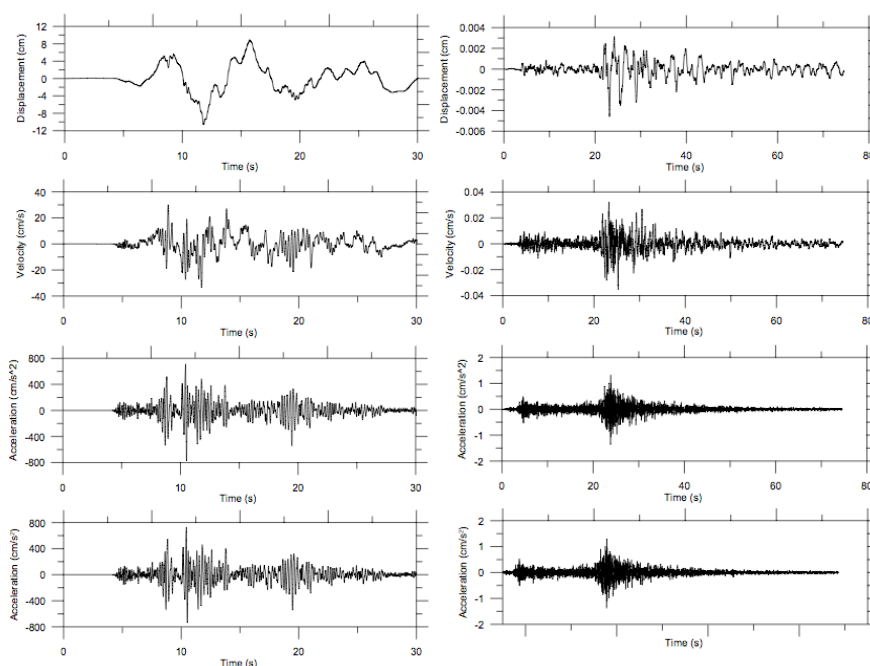 Displacement (cm)
12
8
4
0
-4
-8
-12
0 10 20 30
Time (s)
Displacement (cm)
0.004
0.002
0
-0.002
-0.004
-0.006
0 20 40 60 80
Time (s)
Velocity (cm/s)
40
20
0
-20
-40
0 10 20 30
Time (s)
Velocity (cm/s)
0.04
0.02
0
-0.02
-0.04
0 20 40 60 80
Time (s)
Acceleration (cm/s^2)
800
400
0
-400
-800
0 10 20 30
Time (s)
Acceleration (cm/s^2)
2
1
0
-1
-2
0 20 40 60 80
Time (s)
Acceleration (cm/s²)
800
400
0
-400
-800
0 10 20 30
Time (s)
Acceleration (cm/s²)
2
1
0
-1
-2
Time (s)